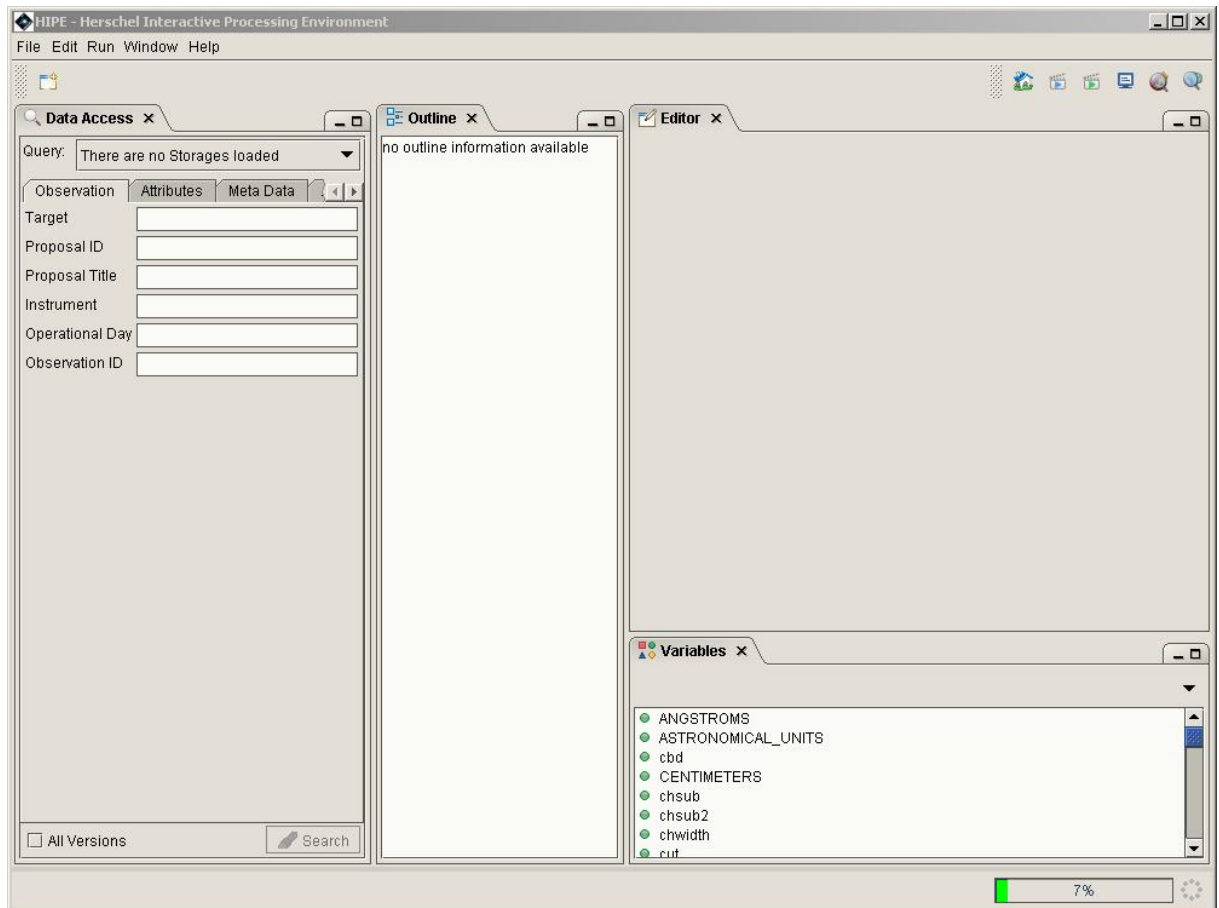 HIPE - Herschel Interactive Processing Environment
File Edit Run Window Help
Data Access
Query: There are no Storages loaded
Observation Attributes Meta Data
Target
Proposal ID
Proposal Title
Instrument
Operational Day
Observation ID
All Versions
Search
Outline
no outline information available
Editor
Variables
ANGSTROMS
ASTRONOMICAL_UNITS
cbd
CENTIMETERS
chsub
chsub2
chwidth
cut
7%